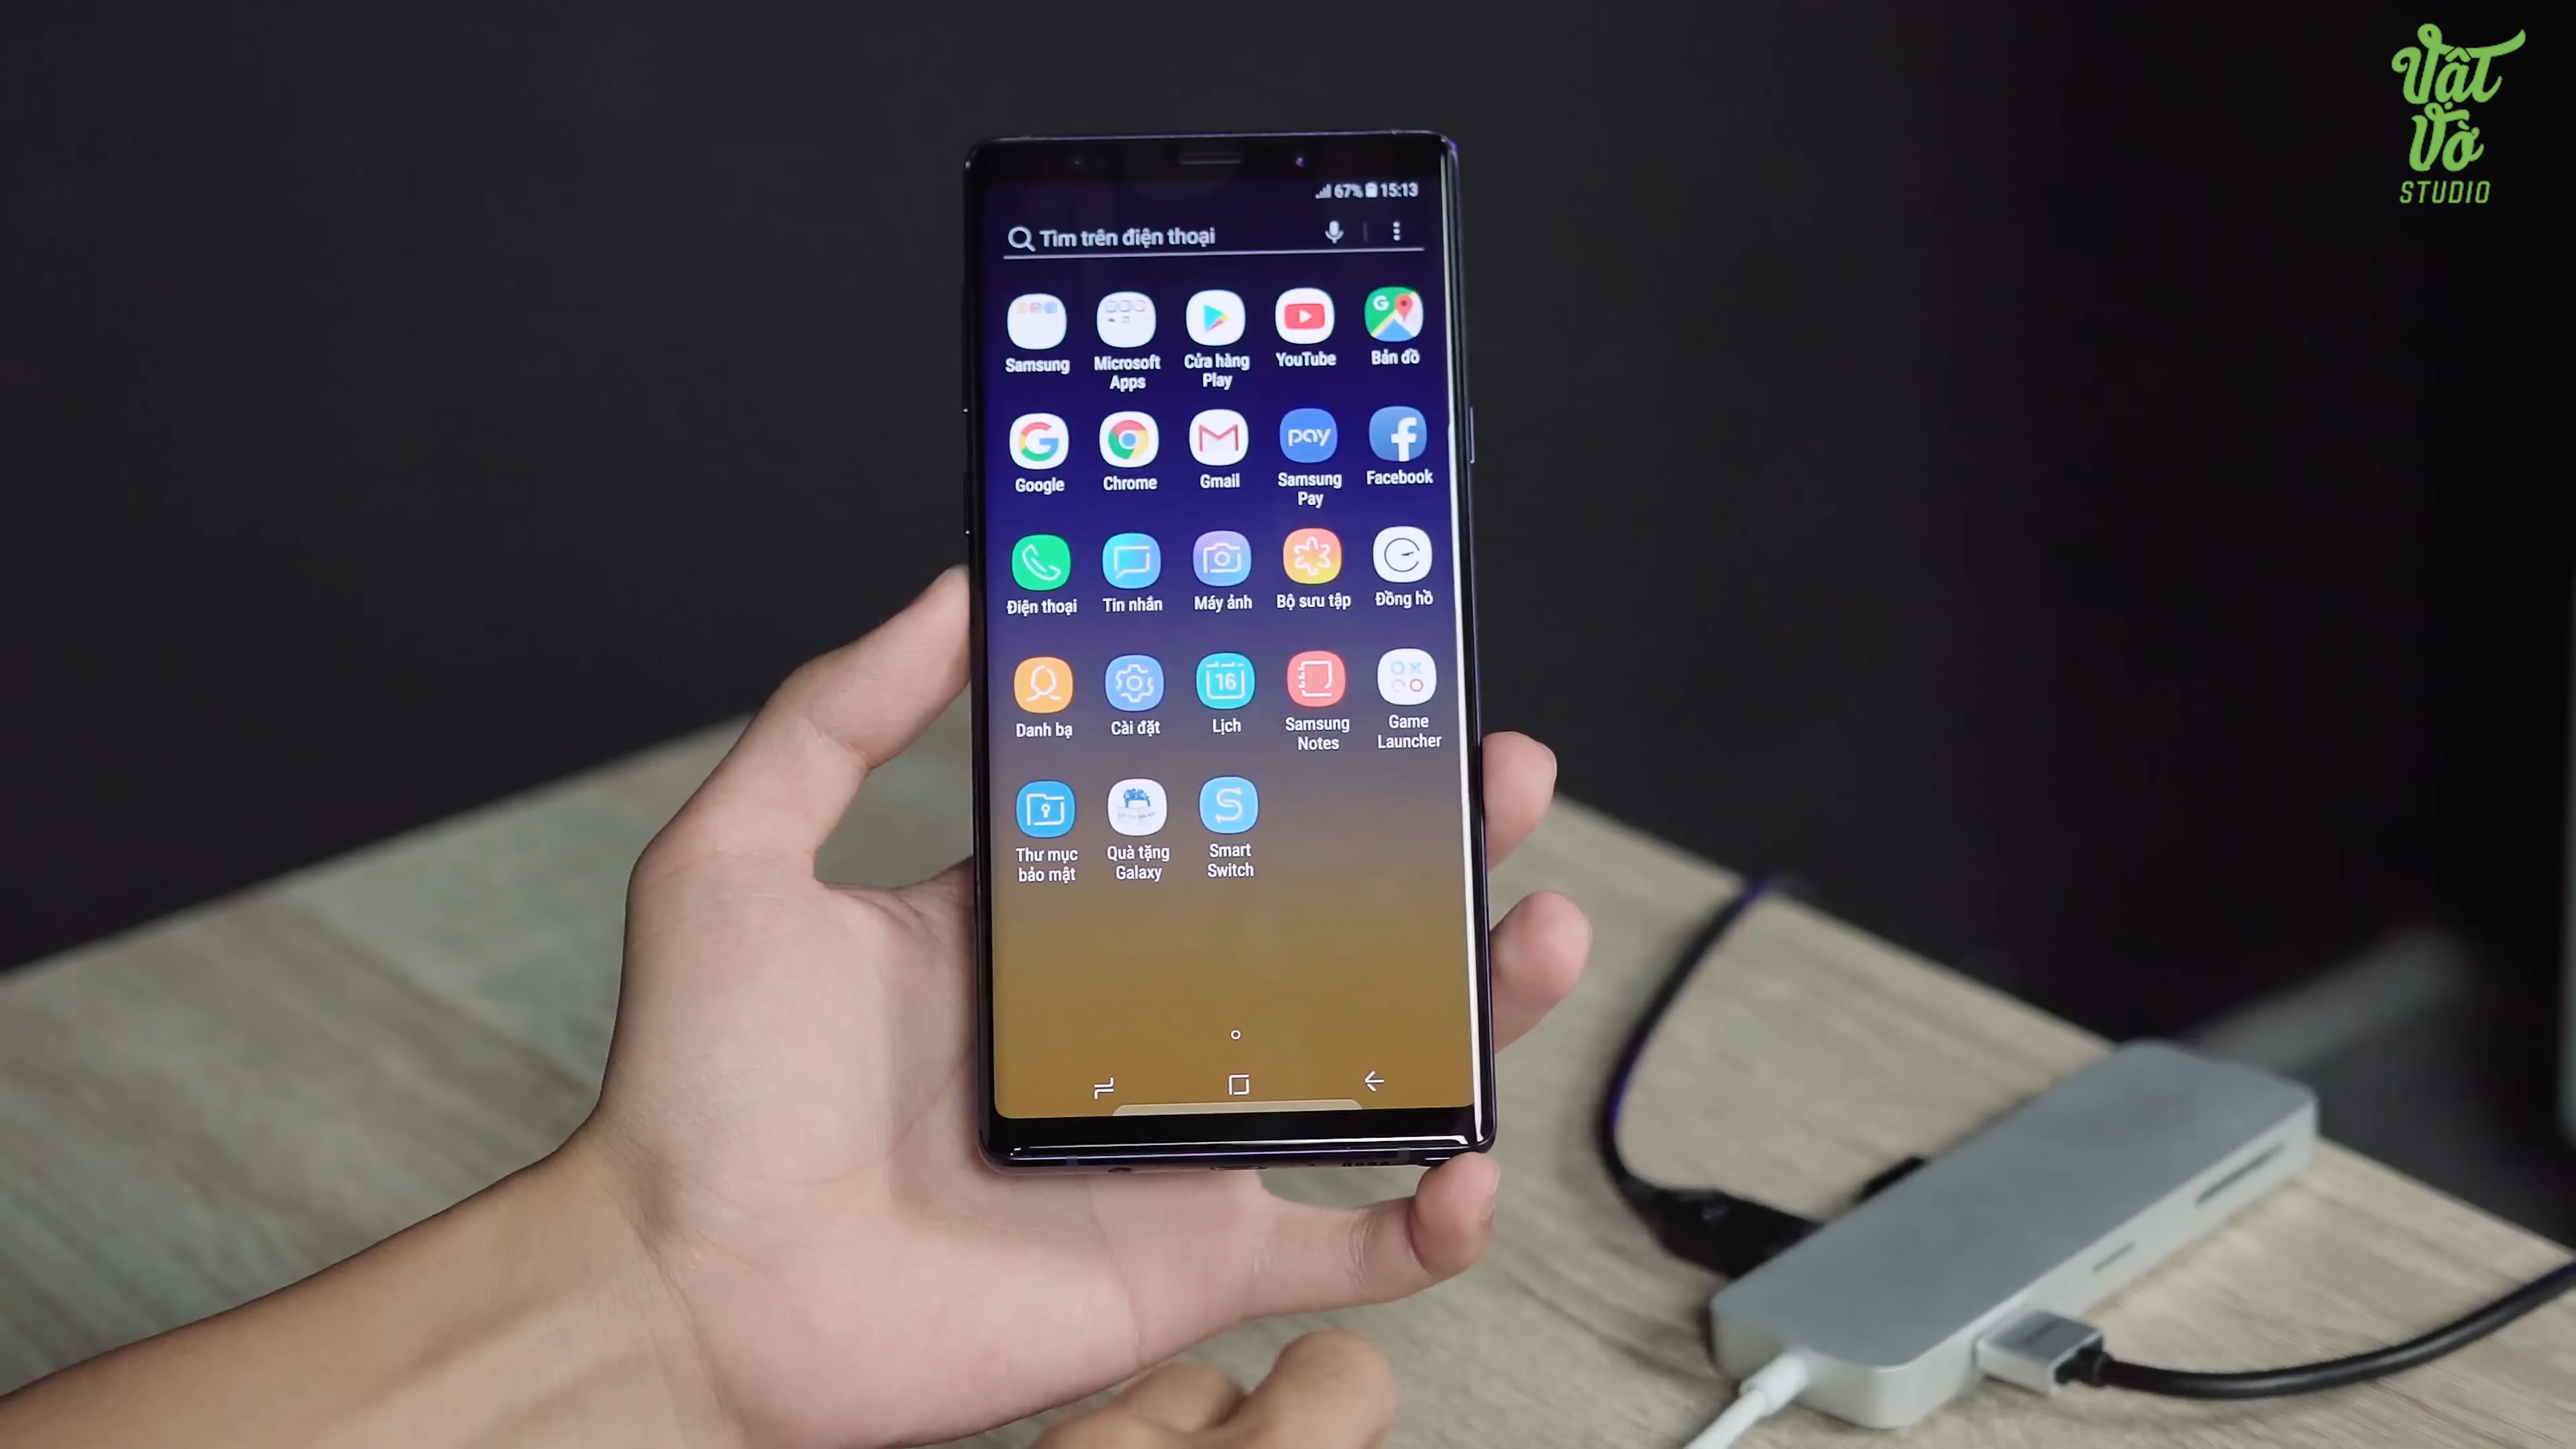 Vật
Vờ
STUDIO
67% 15:13
Tìm trên điện thoại
Samsung
Microsoft
Apps
Cửa hàng
Play
YouTube
G
Bản đồ
Google
Chrome
Gmail
pay
Samsung
Pay
Facebook
Điện thoại
Tin nhắn
Máy ảnh
Bộ sưu tập
Đồng hồ
Danh bạ
Cài đặt
16
Lịch
Samsung
Notes
Game
Launcher
Thư mục
bảo mật
Quà tặng
Galaxy
Smart
Switch